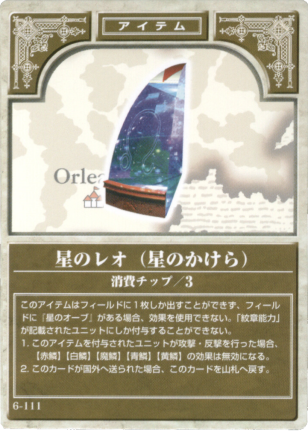 アイテム
Orlea
星のレオ（星のかけら）
消費チップ／3
このアイテムはフィールドに1枚しか出すことができず、フィール
ドに「星のオーブ」がある場合、効果を使用できない。「紋章能力」
が記載されたユニットにしか付与することができない。
1. このアイテムを付与されたユニットが攻撃・反撃を行った場合、
【赤鱗】【白鱗】【魔鱗】【青鱗】【黄鱗】の効果は無効になる。
2. このカードが国外へ送られた場合、このカードを山札へ戻す。
6-111